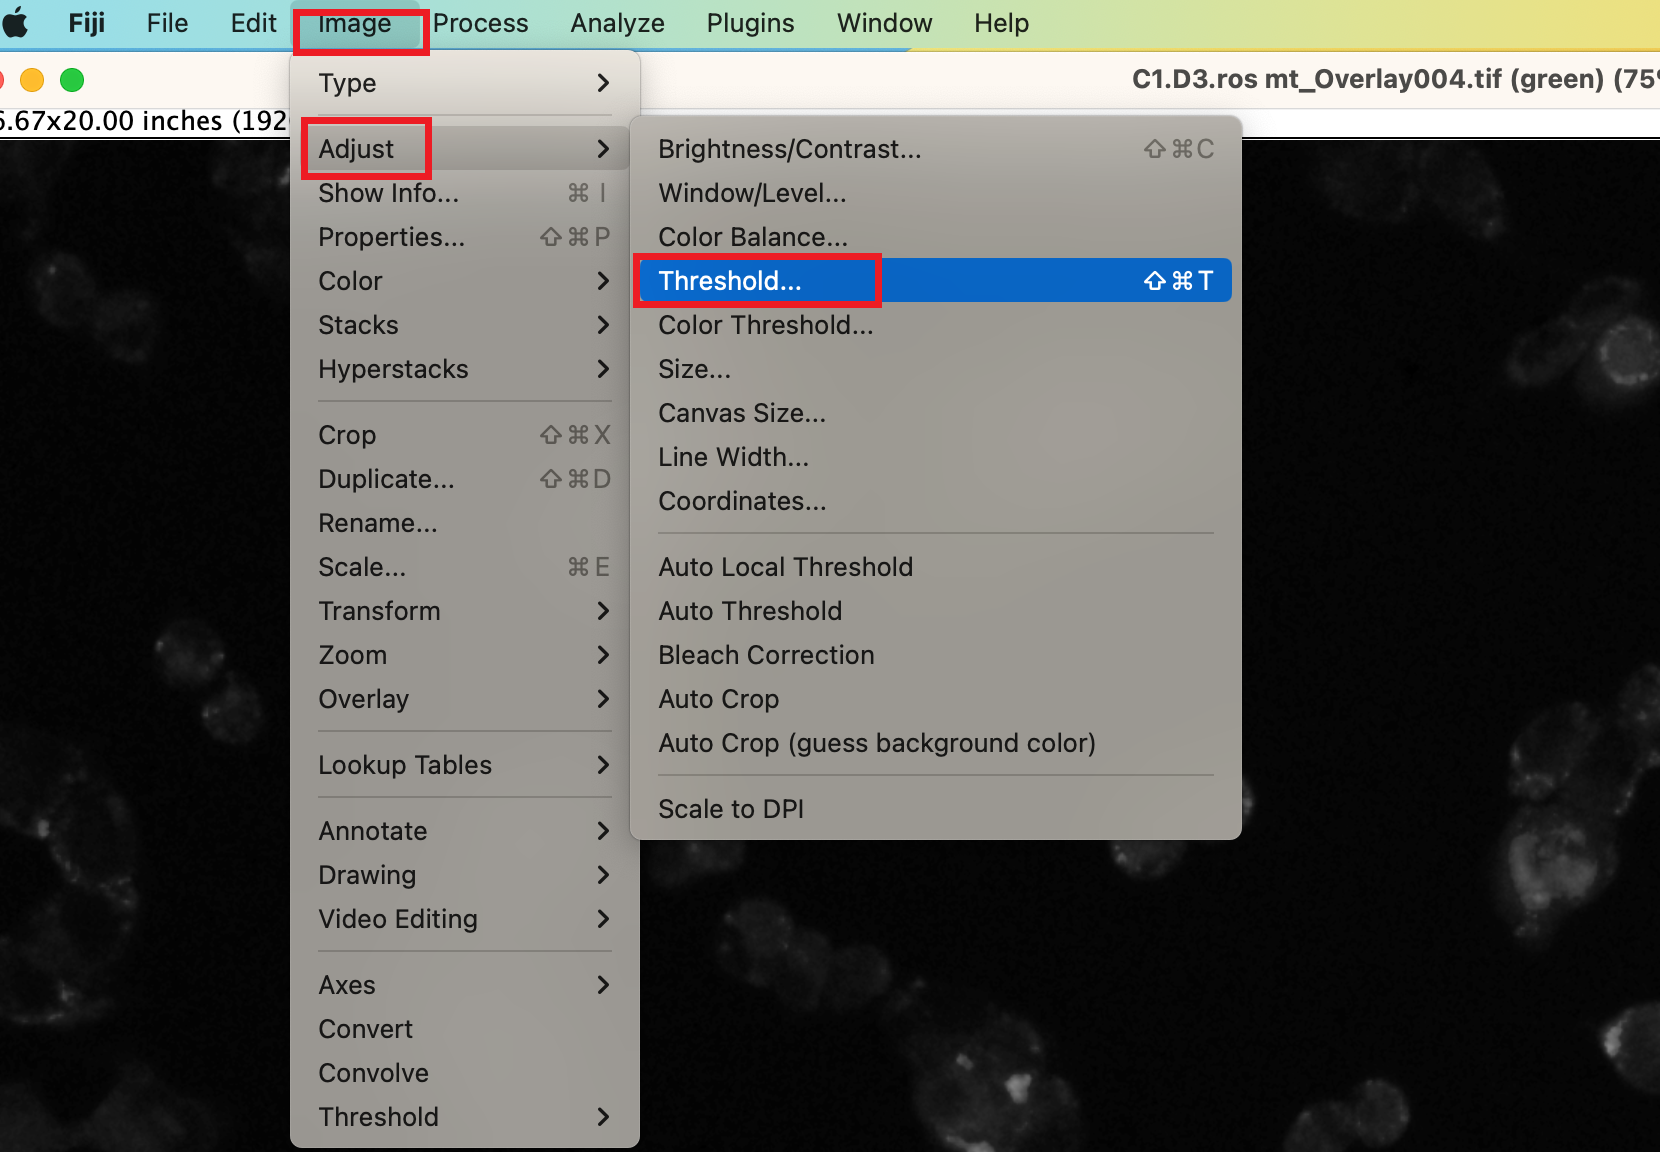 Fiji File Edit Image Process Analyze Plugins Window Help
C1.D3.ros mt_Overlay004.tif (green) (75%
6.67x20.00 inches (192
Type
Adjust
Show Info... ⌘ I
Properties... ⇧⌘P
Color
Stacks
Hyperstacks
Crop ⇧⌘X
Duplicate... ⇧⌘D
Rename...
Scale... ⌘ E
Transform
Zoom
Overlay
Lookup Tables
Annotate
Drawing
Video Editing
Axes
Convert
Convolve
Threshold
Brightness/Contrast... ⇧⌘C
Window/Level...
Color Balance...
Threshold... ⇧⌘T
Color Threshold...
Size...
Canvas Size...
Line Width...
Coordinates...
Auto Local Threshold
Auto Threshold
Bleach Correction
Auto Crop
Auto Crop (guess background color)
Scale to DPI